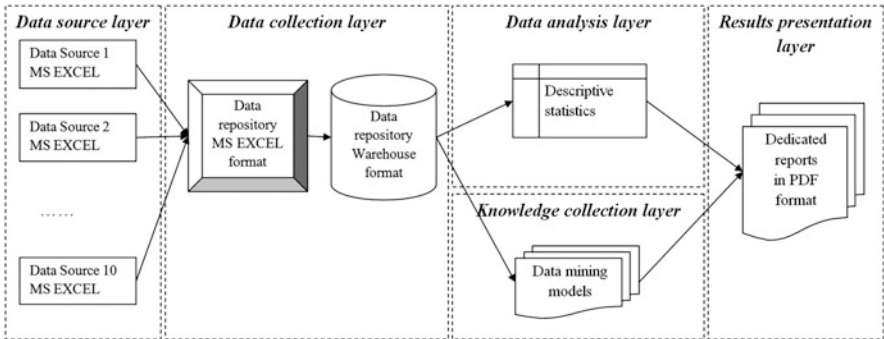 Data source layer
Data Source 1
MS EXCEL
Data Source 2
MS EXCEL
......
Data Source 10
MS EXCEL
Data collection layer
Data
repository
MS EXCEL
format
Data
repository
Warehouse
format
Data analysis layer
Descriptive
statistics
Knowledge collection layer
Data mining
models
Results presentation
layer
Dedicated
reports
in PDF
format